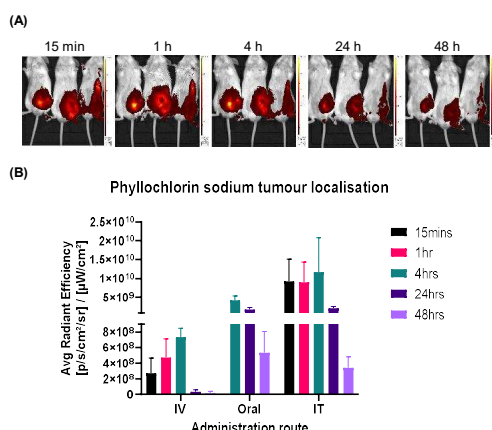 (A)
15 min 1 h 4 h 24 h 48 h
(B)
Phyllochlorin sodium tumour localisation
Avg Radiant Efficiency
[p/s/cm²/sr] / [µW/cm²]
2.5×10¹⁰
2.0×10¹⁰
1.5×10¹⁰
1.0×10¹⁰
5×10⁹
8×10⁸
6×10⁸
4×10⁸
2×10⁸
0
IV Oral IT
Administration route
15mins
1hr
4hrs
24hrs
48hrs